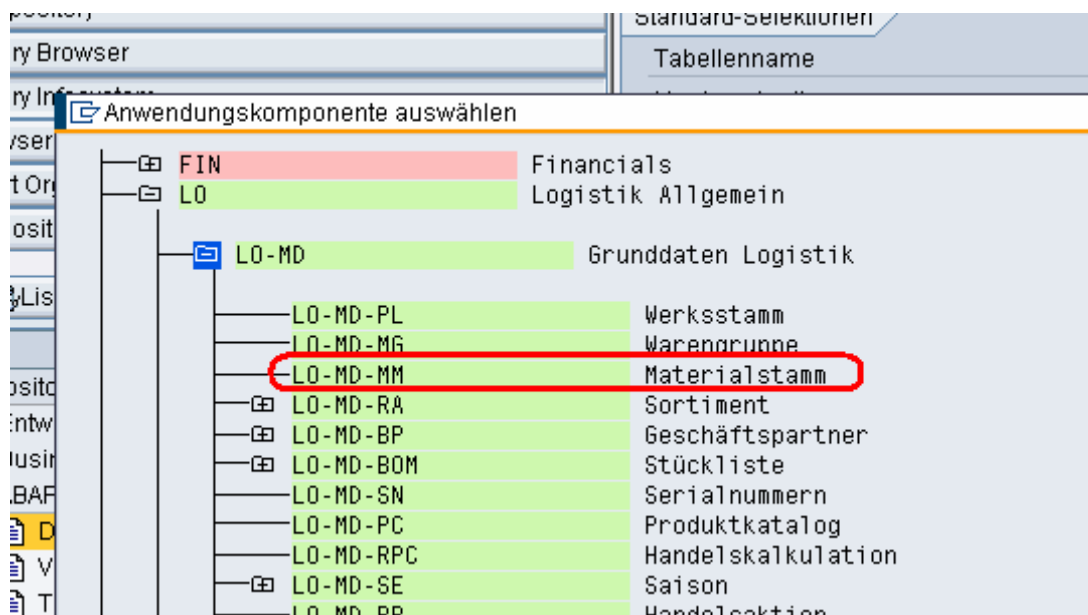 Standard-Selektionen
ry Browser
Tabellenname
Anwendungskomponente auswählen
FIN Financials
LO Logistik Allgemein
LO-MD Grunddaten Logistik
LO-MD-PL Werksstamm
LO-MD-MG Warengruppe
LO-MD-MM Materialstamm
LO-MD-RA Sortiment
LO-MD-BP Geschäftspartner
LO-MD-BOM Stückliste
LO-MD-SN Serialnummern
LO-MD-PC Produktkatalog
LO-MD-RPC Handelskalkulation
LO-MD-SE Saison
Handelsaktion